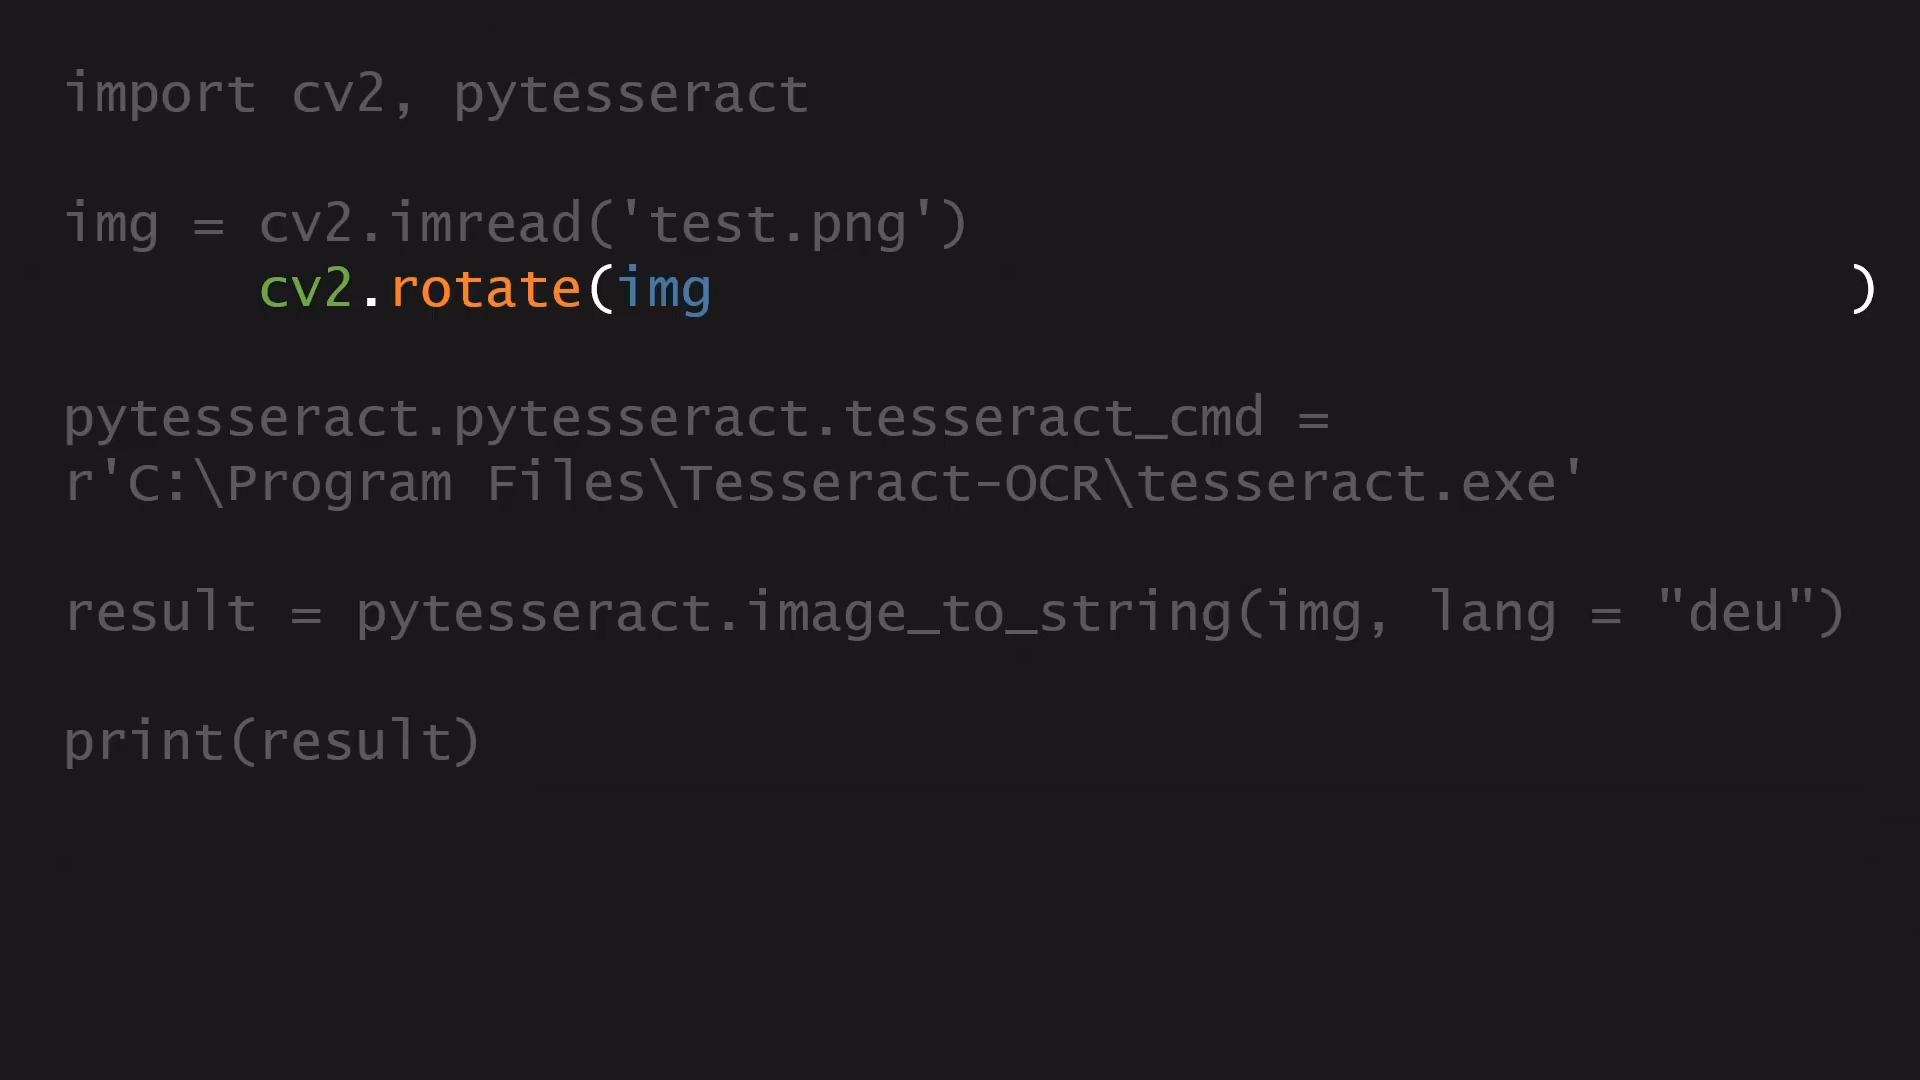 import cv2, pytesseract
img = cv2.imread('test.png')
cv2.rotate(img )
pytesseract.pytesseract.tesseract_cmd =
r'C:\Program Files\Tesseract-OCR\tesseract.exe'
result = pytesseract.image_to_string(img, lang = "deu")
print(result)